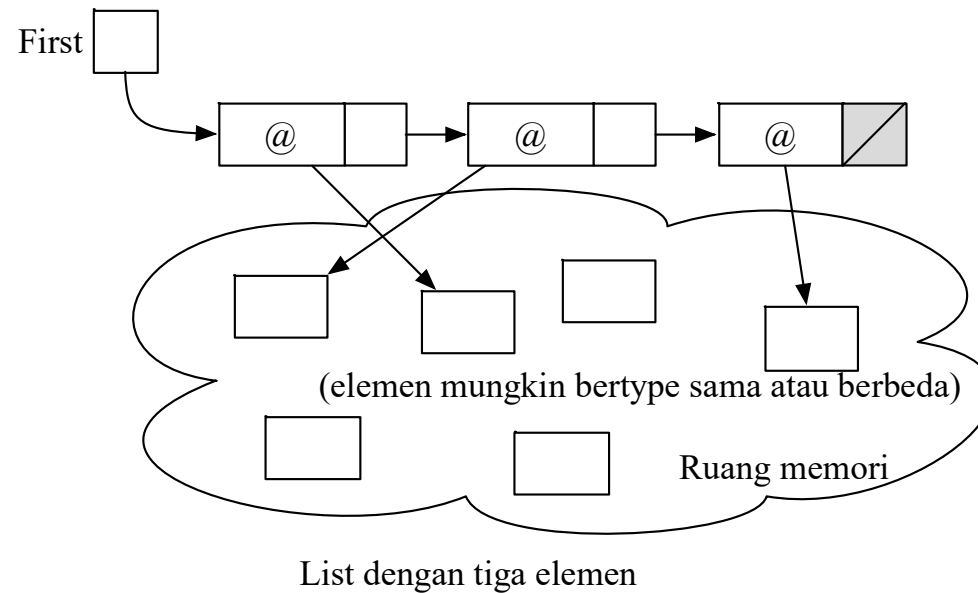 First
@ @ @
(elemen mungkin bertype sama atau berbeda)
Ruang memori
List dengan tiga elemen